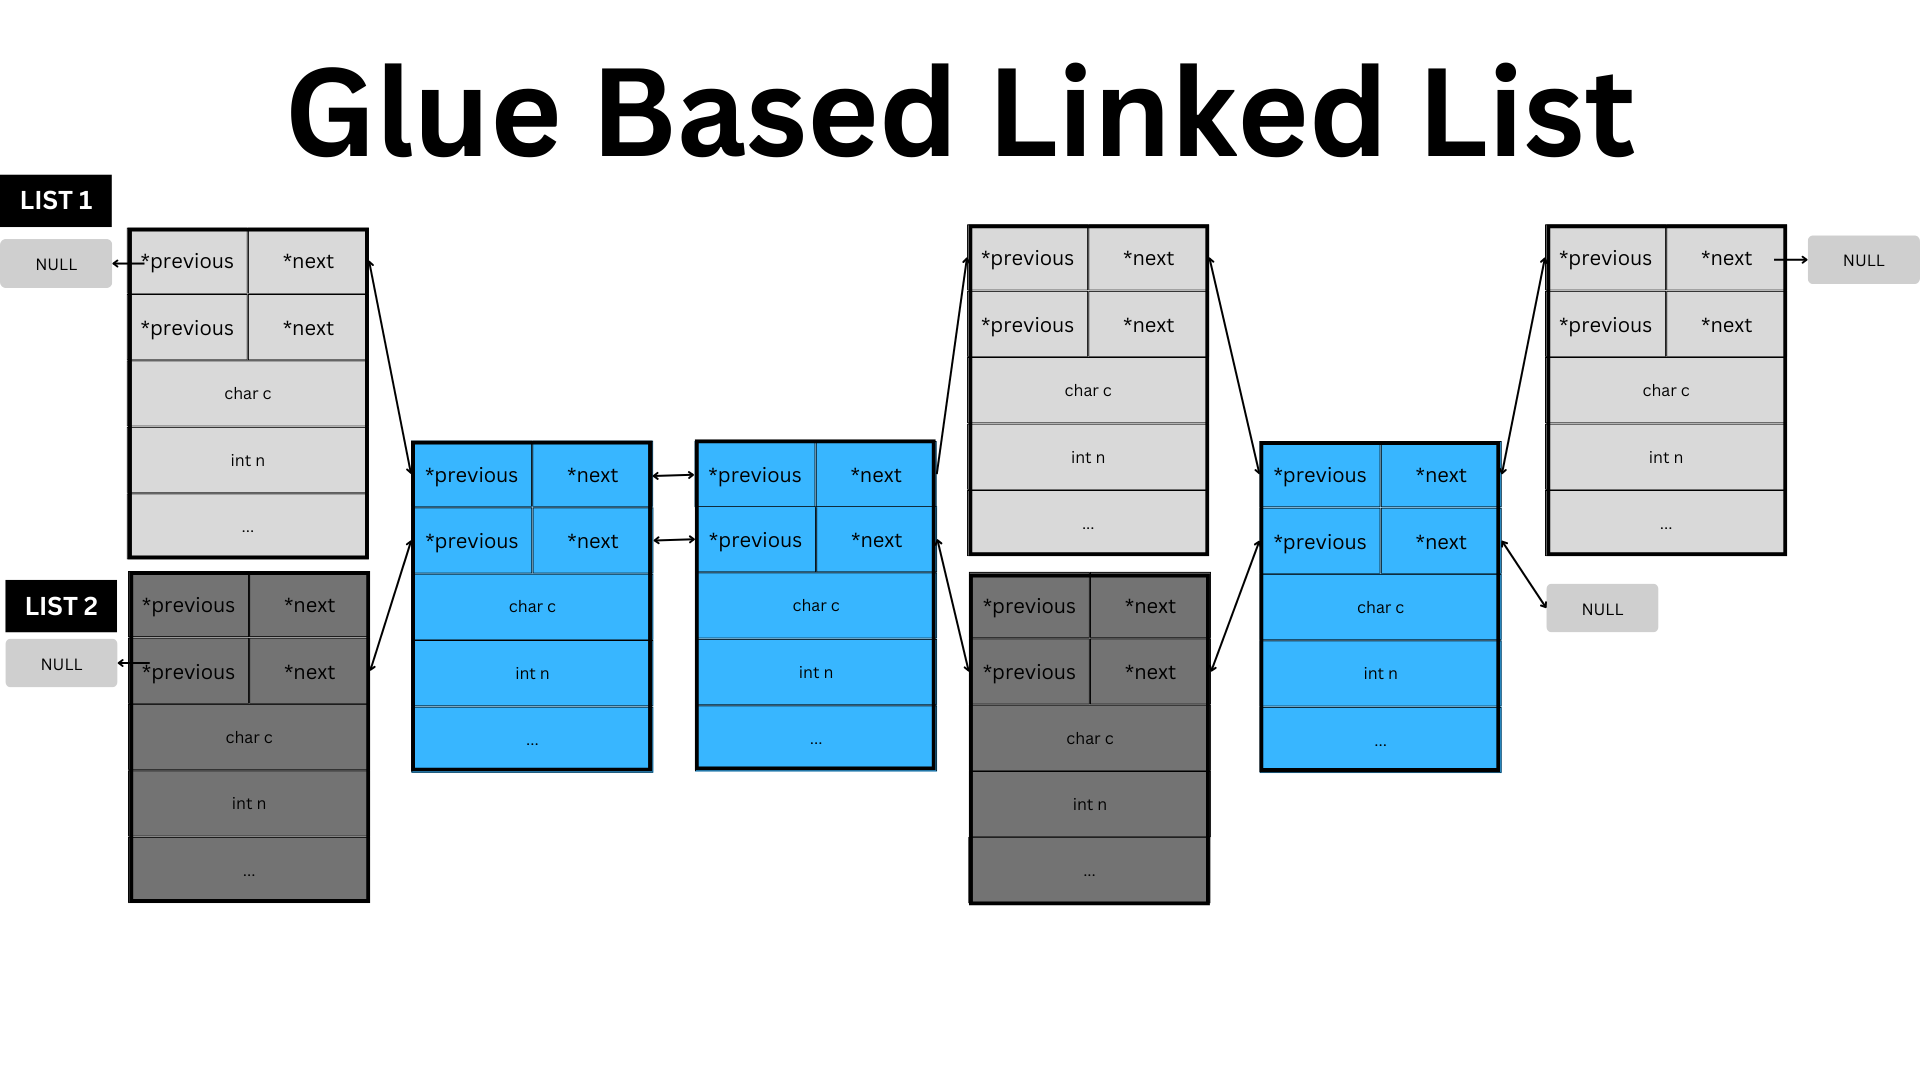 Glue Based Linked List
LIST 1
NULL
*previous *next
*previous *next
char c
int n
...
LIST 2
NULL
*previous *next
*previous *next
char c
int n
...
*previous *next
*previous *next
char c
int n
...
*previous *next
*previous *next
char c
int n
...
*previous *next
*previous *next
char c
int n
...
*previous *next
*previous *next
char c
int n
...
*previous *next
*previous *next
char c
int n
...
*previous *next
*previous *next
char c
int n
...
NULL
NULL